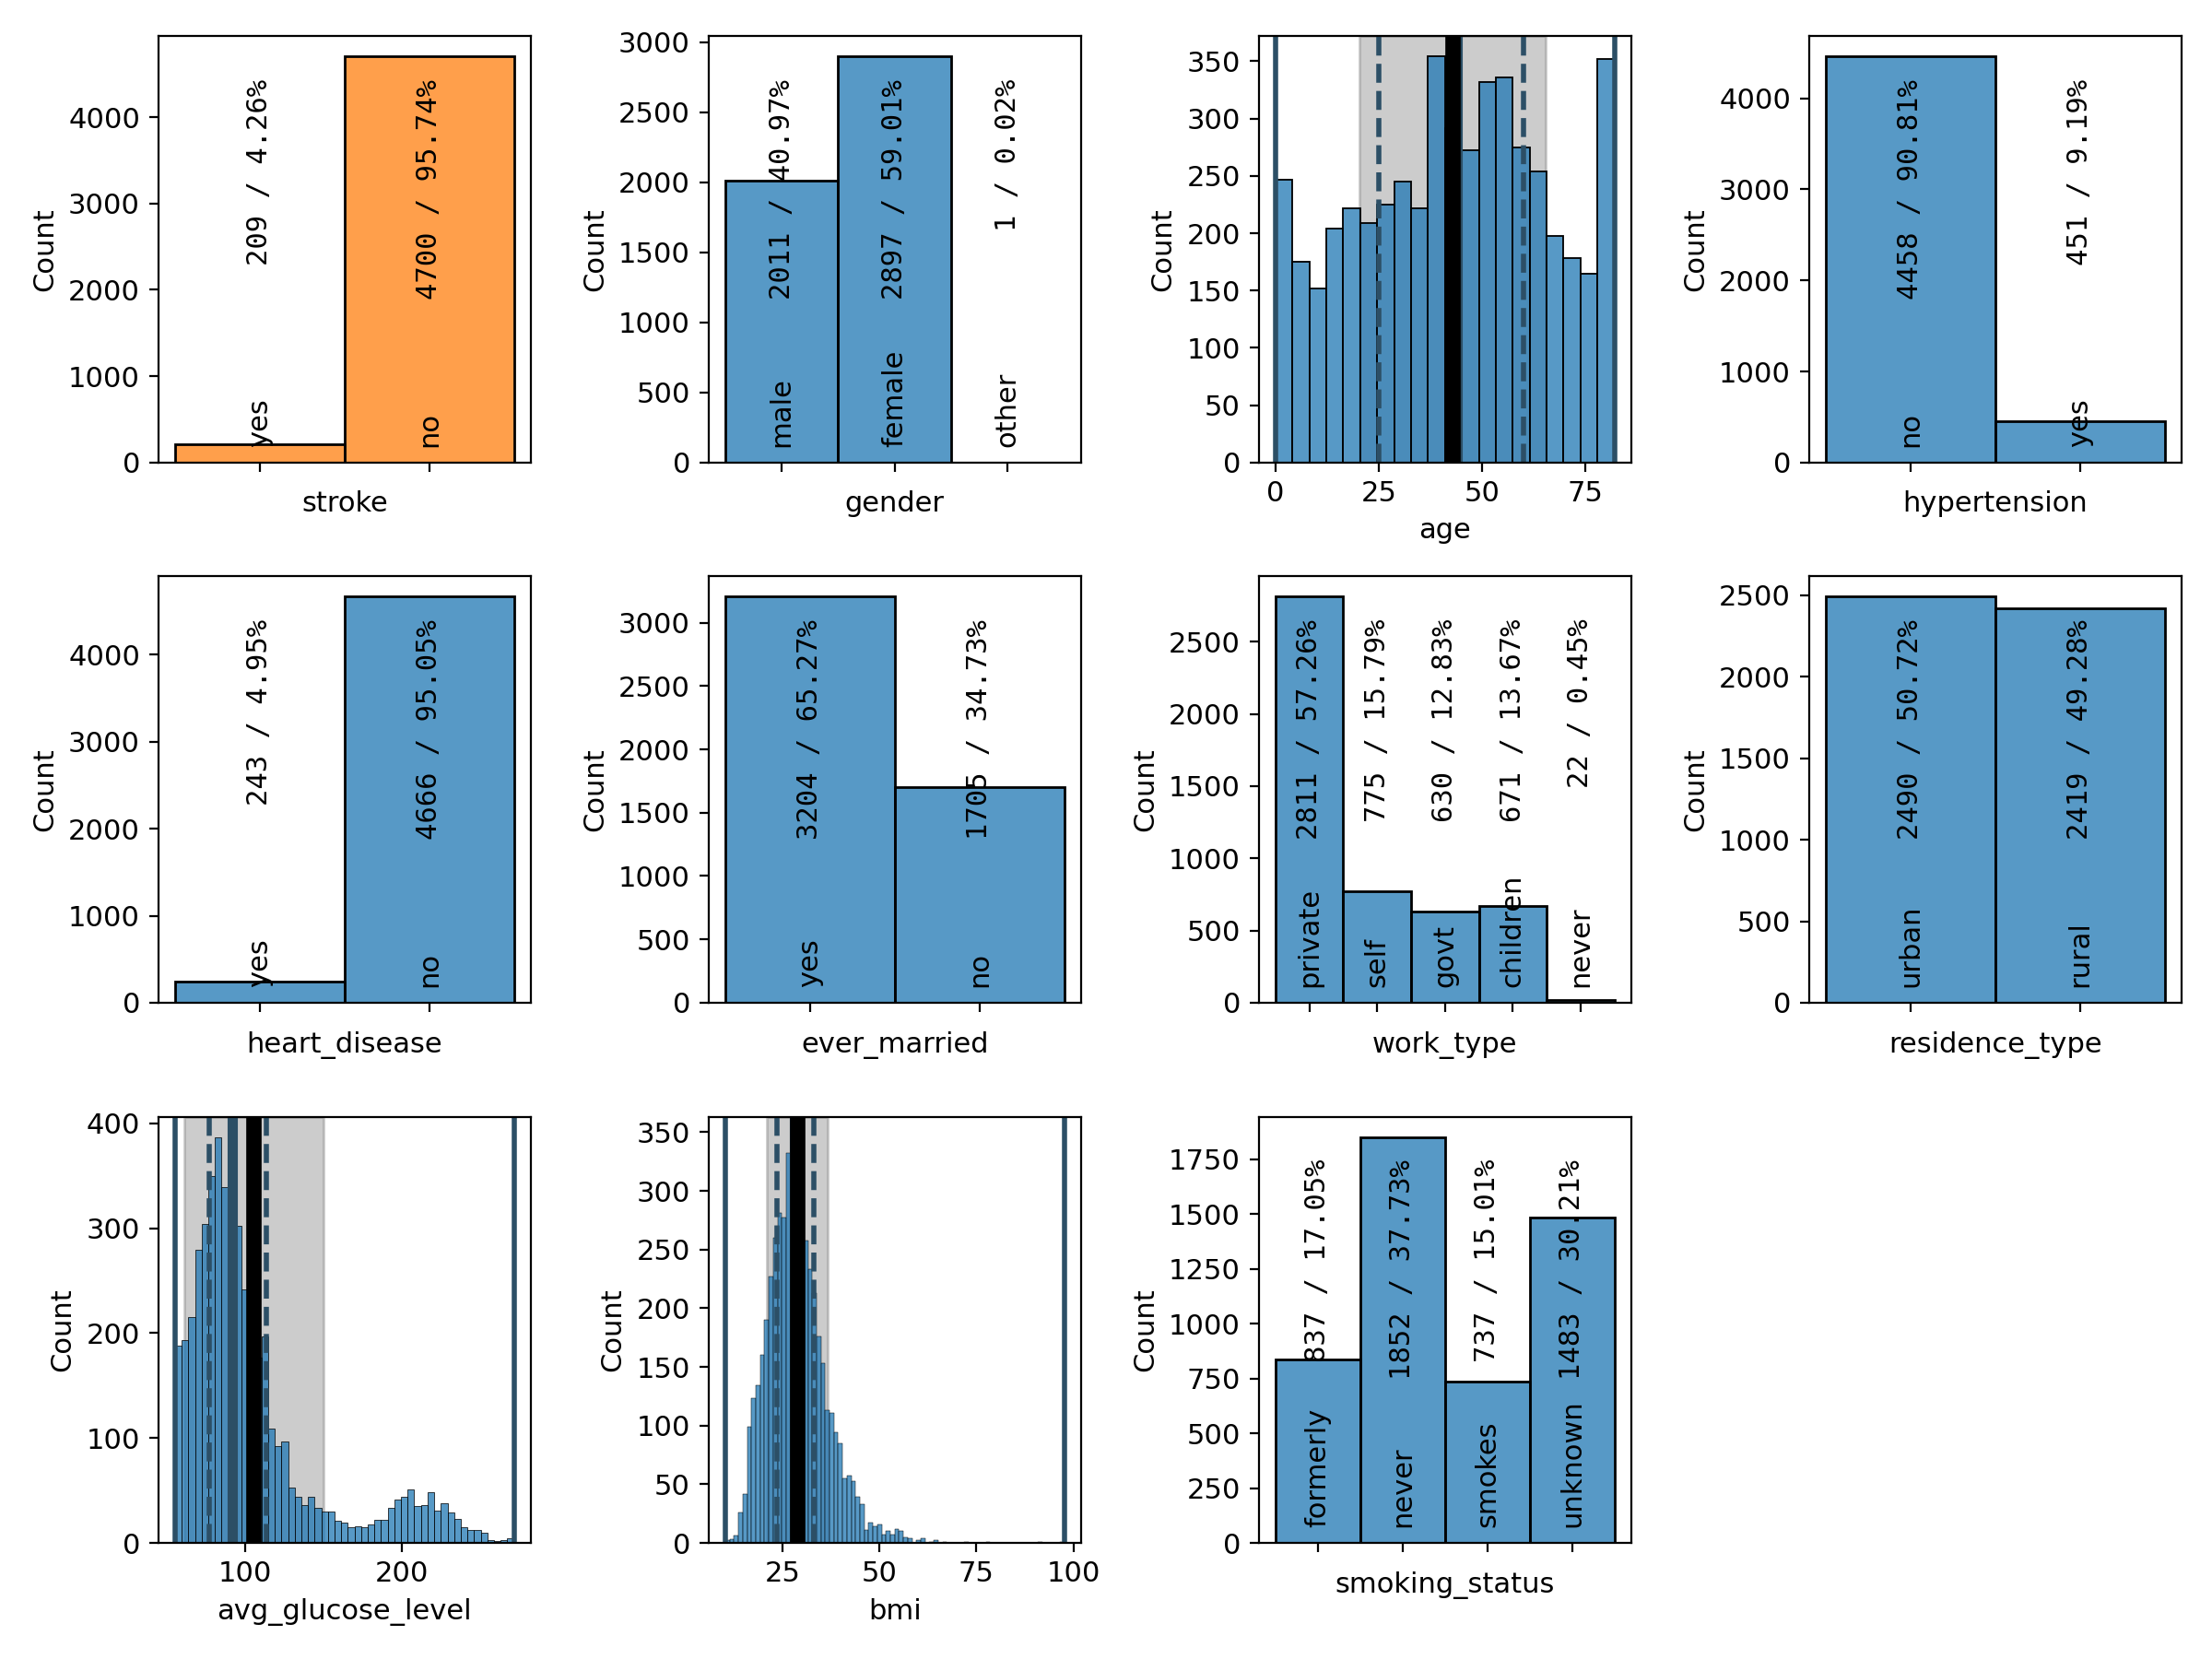 Count
4000
3000
2000
1000
0
209 / 4.26%
4700 / 95.74%
yes
no
stroke
Count
3000
2500
2000
1500
1000
500
0
2011 / 40.97%
2897 / 59.01%
1 / 0.02%
male
female
other
gender
Count
350
300
250
200
150
100
50
0
0 25 50 75
age
Count
4000
3000
2000
1000
0
4458 / 90.81%
451 / 9.19%
no
yes
hypertension
Count
4000
3000
2000
1000
0
243 / 4.95%
4666 / 95.05%
yes
no
heart_disease
Count
3000
2500
2000
1500
1000
500
0
3204 / 65.27%
1705 / 34.73%
yes
no
ever_married
Count
2500
2000
1500
1000
500
0
2811 / 57.26%
775 / 15.79%
630 / 12.83%
671 / 13.67%
22 / 0.45%
private
self
govt
children
never
work_type
Count
2500
2000
1500
1000
500
0
2490 / 50.72%
2419 / 49.28%
urban
rural
residence_type
Count
400
300
200
100
0
100 200
avg_glucose_level
Count
350
300
250
200
150
100
50
0
25 50 75 100
bmi
Count
1750
1500
1250
1000
750
500
250
0
837 / 17.05%
1852 / 37.73%
737 / 15.01%
1483 / 30.21%
formerly
never
smokes
unknown
smoking_status